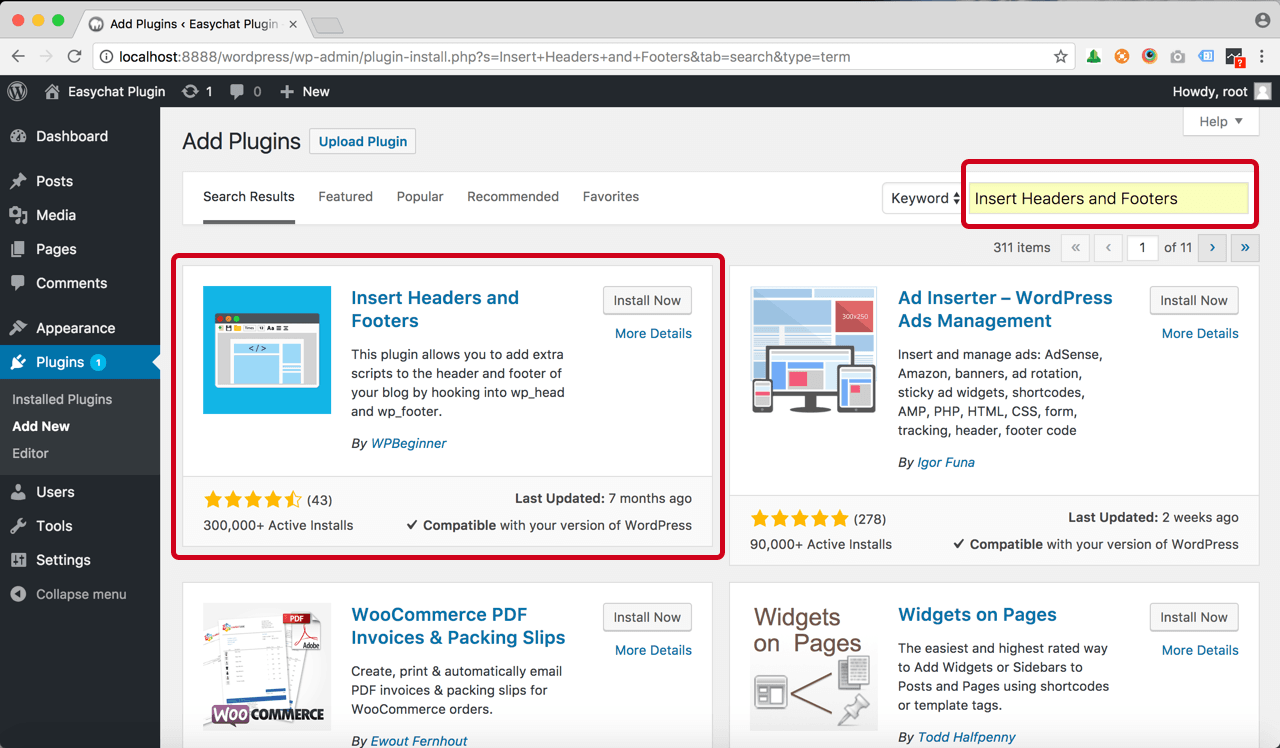 Add Plugins ‹ Easychat Plugin
localhost:8888/wordpress/wp-admin/plugin-install.php?s=Insert+Headers+and+Footers&tab=search&type=term
Easychat Plugin
1
0
New
Howdy, root
Dashboard
Posts
Media
Pages
Comments
Appearance
Plugins 1
Installed Plugins
Add New
Editor
Users
Tools
Settings
Collapse menu
Help
Add Plugins
Upload Plugin
Search Results
Featured
Popular
Recommended
Favorites
Keyword
Insert Headers and Footers
311 items
«
‹
1
of 11
›
»
Insert Headers and
Footers
Install Now
More Details
This plugin allows you to add extra
scripts to the header and footer of
your blog by hooking into wp_head
and wp_footer.
By WPBeginner
(43)
Last Updated: 7 months ago
300,000+ Active Installs
Compatible with your version of WordPress
300x250
Ad Inserter – WordPress
Ads Management
Install Now
More Details
Insert and manage ads: AdSense,
Amazon, banners, ad rotation,
sticky ad widgets, shortcodes,
AMP, PHP, HTML, CSS, form,
tracking, header, footer code
By Igor Funa
(278)
Last Updated: 2 weeks ago
90,000+ Active Installs
Compatible with your version of WordPress
PDF
Adobe
WOOCOMMERCE
WooCommerce PDF
Invoices & Packing Slips
Install Now
More Details
Create, print & automatically email
PDF invoices & packing slips for
WooCommerce orders.
By Ewout Fernhout
Widgets
on Pages
Widgets on Pages
Install Now
More Details
The easiest and highest rated way
to Add Widgets or Sidebars to
Posts and Pages using shortcodes
or template tags.
By Todd Halfpenny